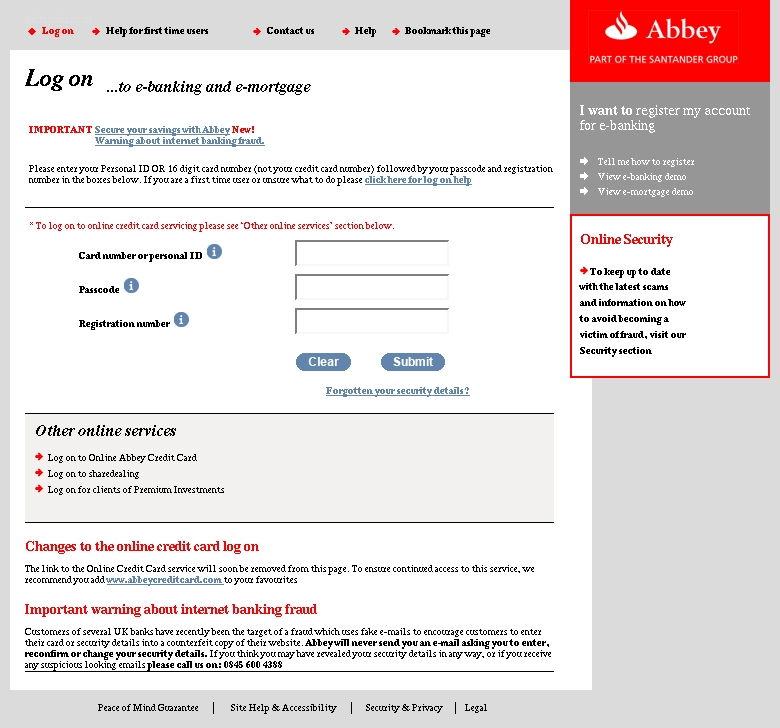 Log on
Help for first time users
Contact us
Help
Bookmark this page
Abbey
PART OF THE SANTANDER GROUP
Log on ...to e-banking and e-mortgage
IMPORTANT Secure your savings with Abbey New!
Warning about internet banking fraud.
Please enter your Personal ID OR 16 digit card number (not your credit card number) followed by your passcode and registration
number in the boxes below. If you are a first time user or unsure what to do please click here for log on help
* To log on to online credit card servicing please see 'Other online services' section below.
Card number or personal ID
Passcode
Registration number
Clear
Submit
Forgotten your security details?
I want to register my account
for e-banking
Tell me how to register
View e-banking demo
View e-mortgage demo
Online Security
To keep up to date
with the latest scams
and information on how
to avoid becoming a
victim of fraud, visit our
Security section
Other online services
Log on to Online Abbey Credit Card
Log on to sharedealing
Log on for clients of Premium Investments
Changes to the online credit card log on
The link to the Online Credit Card service will soon be removed from this page. To ensure continued access to this service, we
recommend you add www.abbeycreditcard.com to your favourites
Important warning about internet banking fraud
Customers of several UK banks have recently been the target of a fraud which uses fake e-mails to encourage customers to enter
their card or security details into a counterfeit copy of their website. Abbey will never send you an e-mail asking you to enter,
reconfirm or change your security details. If you think you may have revealed your security details in any way, or if you receive
any suspicious looking emails please call us on: 0845 600 4388
Peace of Mind Guarantee | Site Help & Accessibility | Security & Privacy | Legal